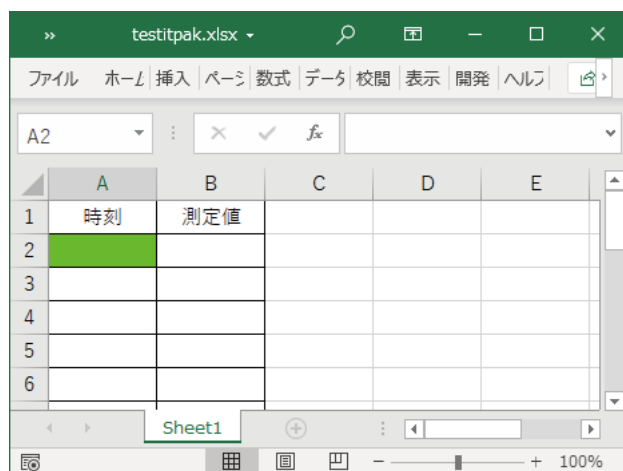 » testitpak.xlsx
ファイル ホーム 挿入 ページ 数式 データ 校閲 表示 開発 ヘルプ
A2 fx
A B C D E
1 時刻 測定値
2
3
4
5
6
Sheet1
100%